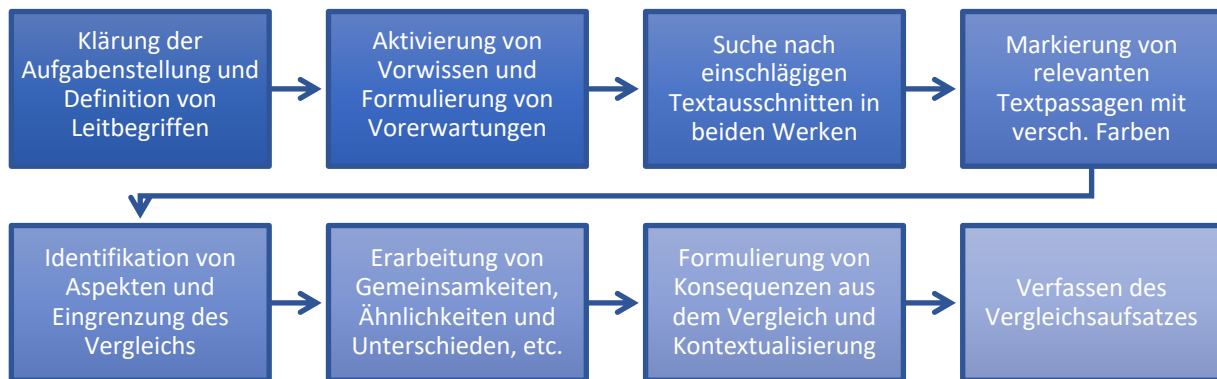 Klärung der
Aufgabenstellung und
Definition von
Leitbegriffen
Aktivierung von
Vorwissen und
Formulierung von
Vorerwartungen
Suche nach
einschlägigen
Textausschnitten in
beiden Werken
Markierung von
relevanten
Textpassagen mit
versch. Farben
Identifikation von
Aspekten und
Eingrenzung des
Vergleichs
Erarbeitung von
Gemeinsamkeiten,
Ähnlichkeiten und
Unterschieden, etc.
Formulierung von
Konsequenzen aus
dem Vergleich und
Kontextualisierung
Verfassen des
Vergleichsaufsatzes